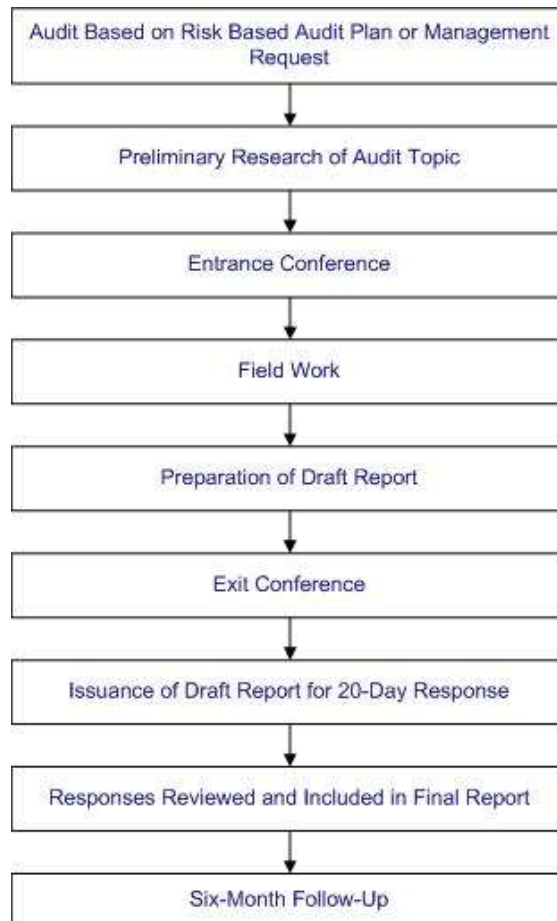 Audit Based on Risk Based Audit Plan or Management
Request
Preliminary Research of Audit Topic
Entrance Conference
Field Work
Preparation of Draft Report
Exit Conference
Issuance of Draft Report for 20-Day Response
Responses Reviewed and Included in Final Report
Six-Month Follow-Up